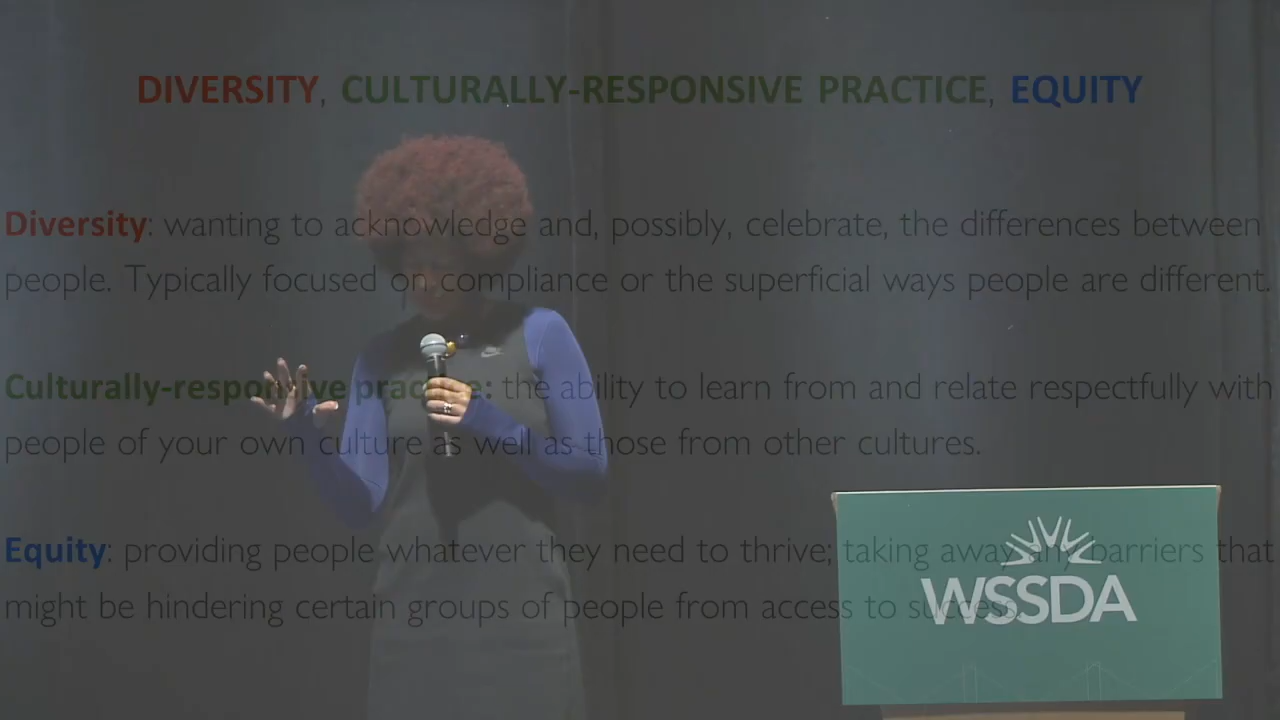 DIVERSITY, CULTURALLY-RESPONSIVE PRACTICE, EQUITY
Diversity: wanting to acknowledge and, possibly, celebrate, the differences between
people. Typically focused on compliance or the superficial ways people are different.
Culturally-responsive practice: the ability to learn from and relate respectfully with
people of your own culture as well as those from other cultures.
Equity: providing people whatever they need to thrive; taking away any barriers that
might be hindering certain groups of people from access to success.
WSSDA